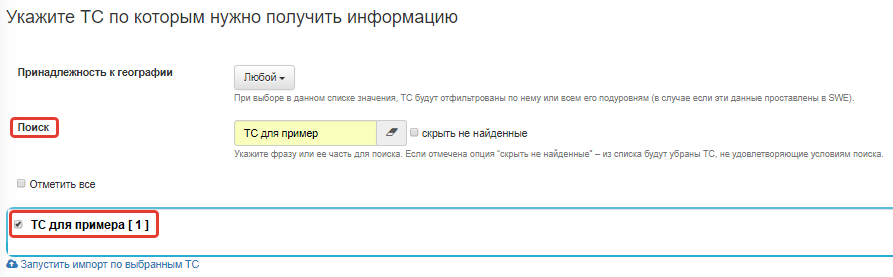 Укажите ТС по которым нужно получить информацию
Принадлежность к географии
Любой
При выборе в данном списке значения, ТС будут отфильтрованы по нему или всем его подуровням (в случае если эти данные проставлены в SWE).
Поиск
ТС для пример
скрыть не найденные
Укажите фразу или ее часть для поиска. Если отмечена опция “скрыть не найденные” – из списка будут убраны ТС, не удовлетворяющие условиям поиска.
Отметить все
ТС для примера [ 1 ]
Запустить импорт по выбранным ТС